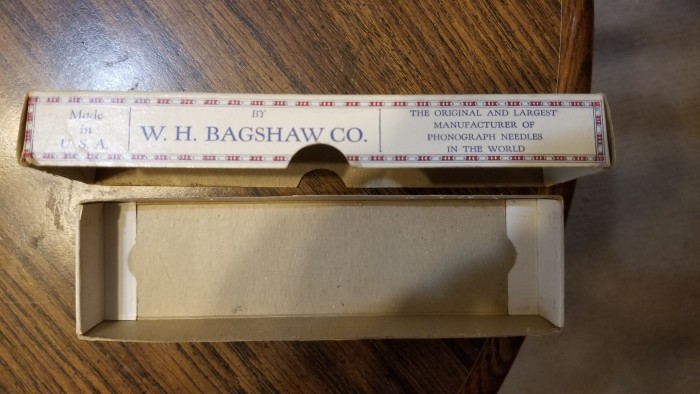 Made
in
U. S. A.
BY
W. H. BAGSHAW CO.
THE ORIGINAL AND LARGEST
MANUFACTURER OF
PHONOGRAPH NEEDLES
IN THE WORLD